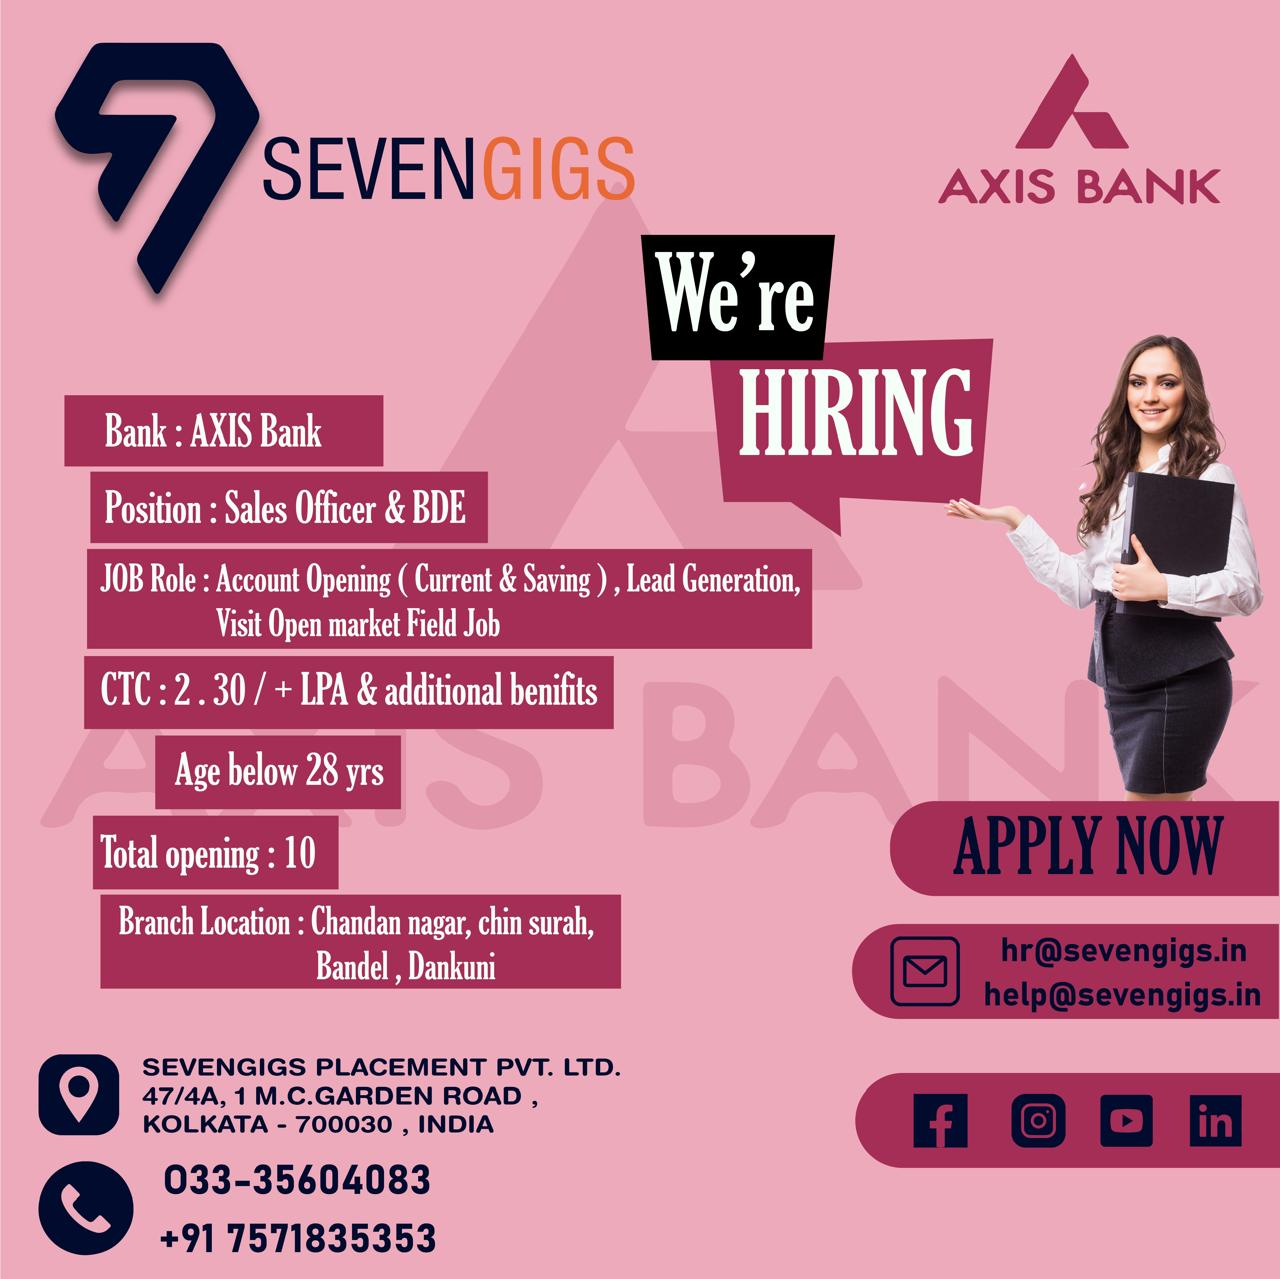 SEVENGIGS
AXIS BANK
We're
HIRING
Bank : AXIS Bank
Position : Sales Officer & BDE
JOB Role : Account Opening ( Current & Saving ) , Lead Generation,
Visit Open market Field Job
CTC : 2 . 30 / + LPA & additional benifits
Age below 28 yrs
Total opening : 10
Branch Location : Chandan nagar, chin surah,
Bandel , Dankuni
AXIS BANK
APPLY NOW
hr@sevengigs.in
help@sevengigs.in
SEVENGIGS PLACEMENT PVT. LTD.
47/4A, 1 M.C.GARDEN ROAD ,
KOLKATA - 700030 , INDIA
033-35604083
+91 7571835353